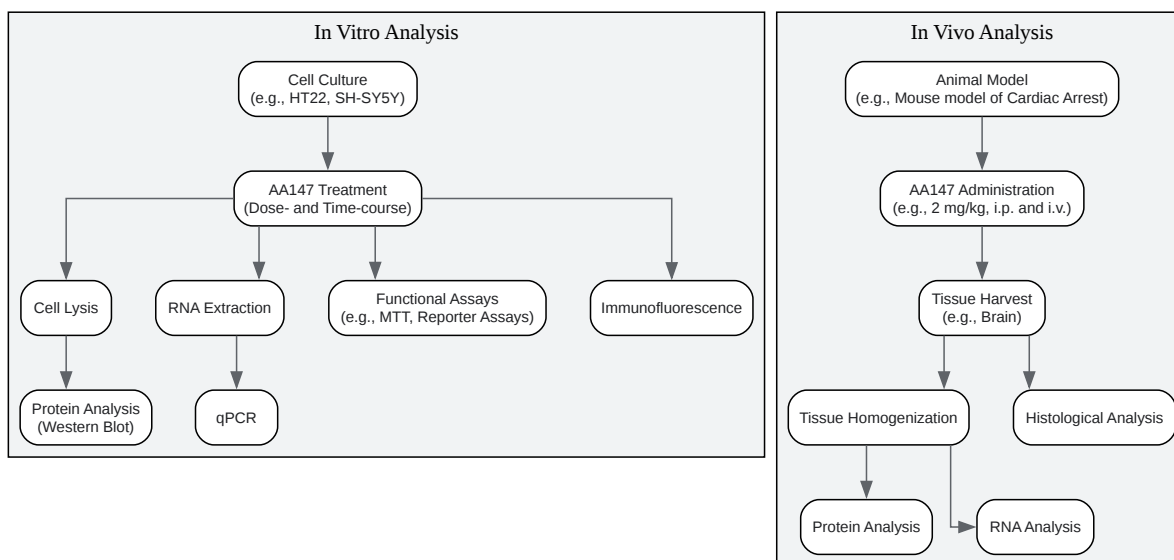 In Vitro Analysis
Cell Culture
(e.g., HT22, SH-SY5Y)
AA147 Treatment
(Dose- and Time-course)
Cell Lysis
RNA Extraction
Functional Assays
(e.g., MTT, Reporter Assays)
Immunofluorescence
Protein Analysis
(Western Blot)
qPCR
In Vivo Analysis
Animal Model
(e.g., Mouse model of Cardiac Arrest)
AA147 Administration
(e.g., 2 mg/kg, i.p. and i.v.)
Tissue Harvest
(e.g., Brain)
Tissue Homogenization
Histological Analysis
Protein Analysis
RNA Analysis